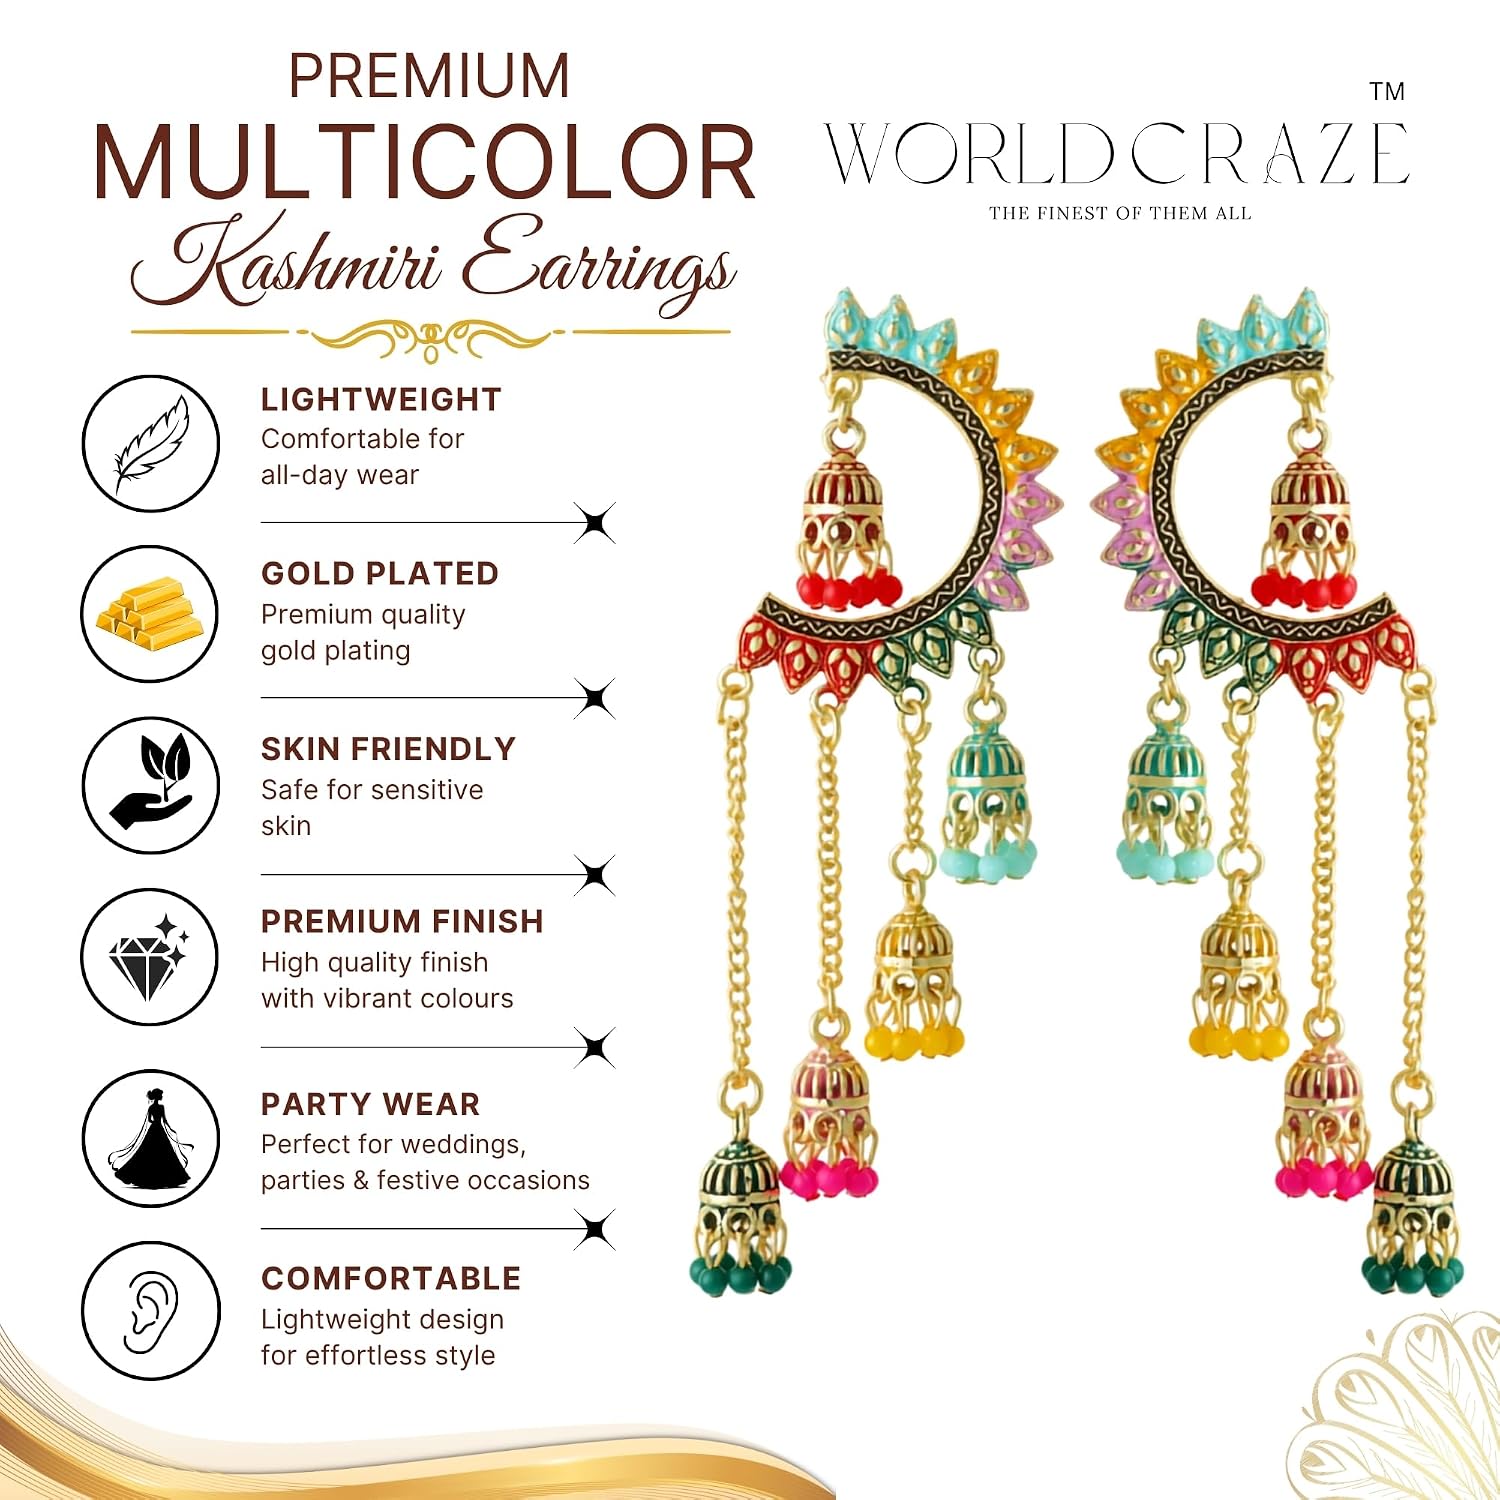 PREMIUM
MULTICOLOR
Kashmiri Earrings
TM
WORLDCRAZE
THE FINEST OF THEM ALL
LIGHTWEIGHT
Comfortable for
all-day wear
GOLD PLATED
Premium quality
gold plating
SKIN FRIENDLY
Safe for sensitive
skin
PREMIUM FINISH
High quality finish
with vibrant colours
PARTY WEAR
Perfect for weddings,
parties & festive occasions
COMFORTABLE
Lightweight design
for effortless style